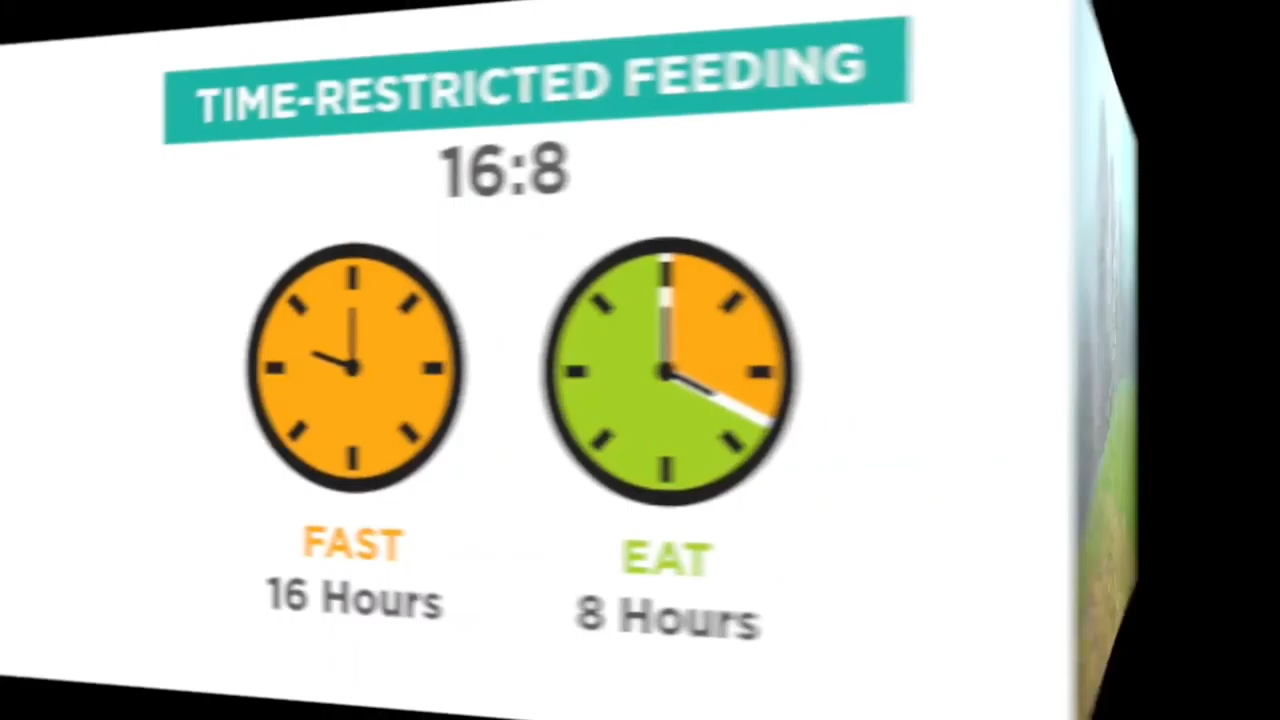 TIME-RESTRICTED FEEDING
16:8
FAST
16 Hours
EAT
8 Hours